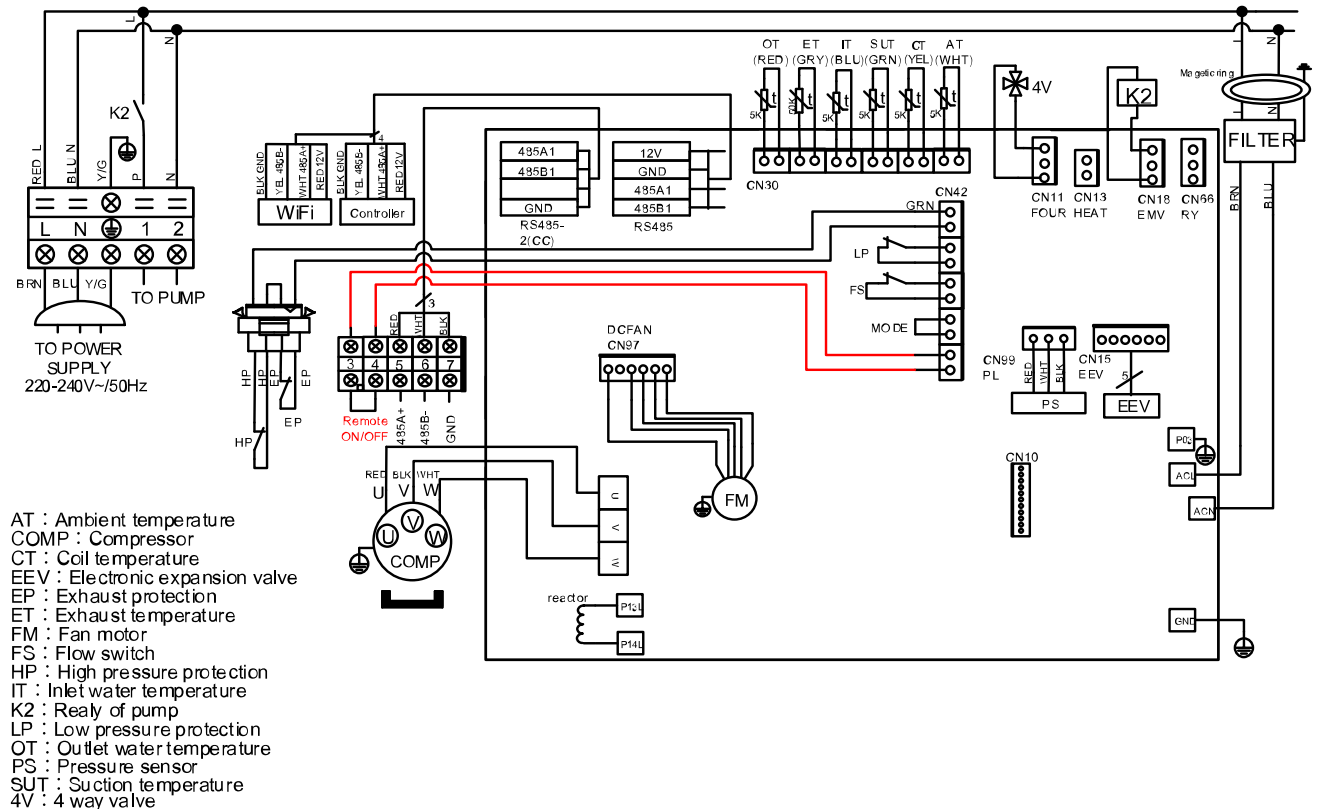 L
N
L
N
K2
RED L
BLU N
Y/G
P
N
L N 1 2
BRN BLU Y/G
TO PUMP
TO POWER
SUPPLY
220-240V~/50Hz
4
BLK GND
YEL 485B-
WHT 485A+
RED12V
WiFi
BLK GND
YEL 485B-
WHT 485A+
RED12V
Controller
485A1
485B1
GND
RS485-
2(CC)
12V
GND
485A1
485B1
RS485
OT ET IT SUT CT AT
(RED) (GRY) (BLU) (GRN) (YEL) (WHT)
t t t t t t
5K 50K 5K 5K 5K 5K
CN30
4V
K2
CN11
FOUR
CN13
HEAT
CN18
EMV
CN66
RY
Mageticring
L
N
FILTER
BRN
BLU
CN42
GRN
LP
FS
MODE
HP
HP
EP
EP
EP
HP
3
RED
WHT
BLK
3 4 5 6 7
Remote
ON/OFF
485A+
485B-
GND
DCFAN
CN97
FM
CN99
PL
RED
WHT
BLK
PS
CN15
EEV
5
EEV
CN10
P03
ACL
ACN
GND
RED BLK WHT
U V W
U V W
COMP
U
V
W
reactor
P13L
P14L
AT : Ambient temperature
COMP : Compressor
CT : Coil temperature
EEV : Electronic expansion valve
EP : Exhaust protection
ET : Exhaust temperature
FM : Fan motor
FS : Flow switch
HP : High pressure protection
IT : Inlet water temperature
K2 : Realy of pump
LP : Low pressure protection
OT : Outlet water temperature
PS : Pressure sensor
SUT : Suction temperature
4V : 4 way valve